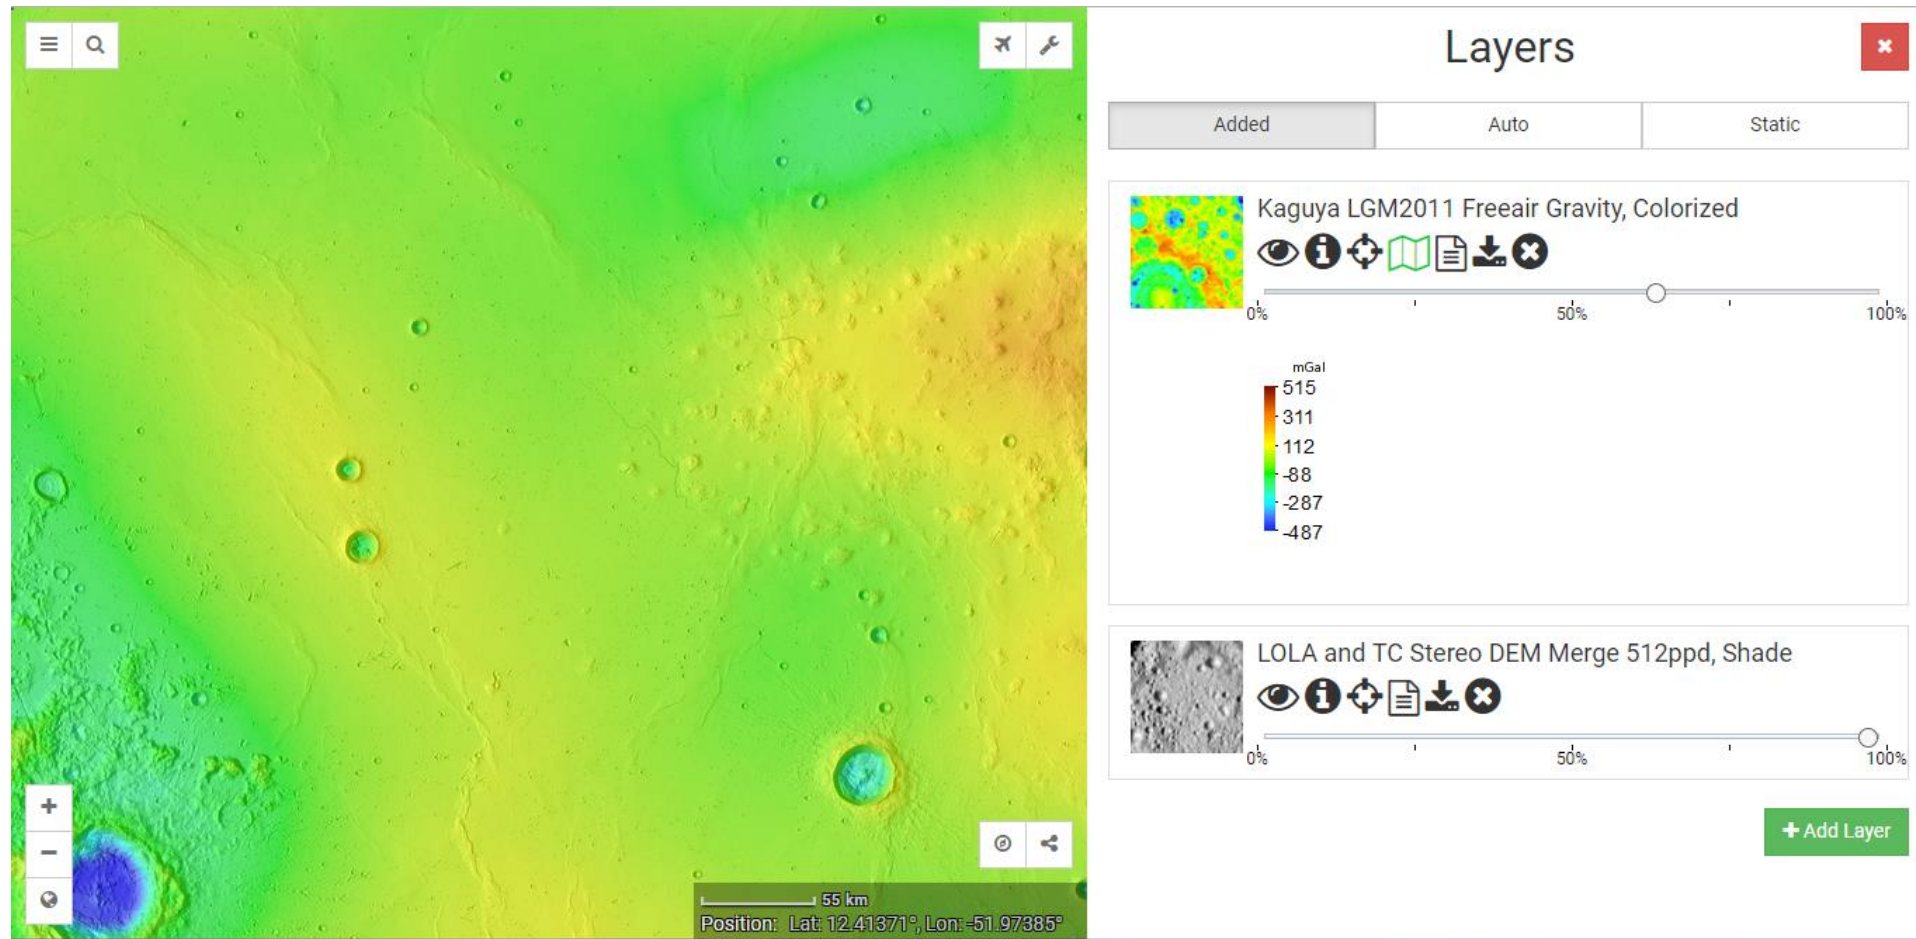 Layers
Added Auto Static
Kaguya LGM2011 Freeair Gravity, Colorized
0% 50% 100%
mGal
515
311
112
-88
-287
-487
LOLA and TC Stereo DEM Merge 512ppd, Shade
0% 50% 100%
+ Add Layer
55 km
Position: Lat: 12.41371°, Lon: -51.97385°